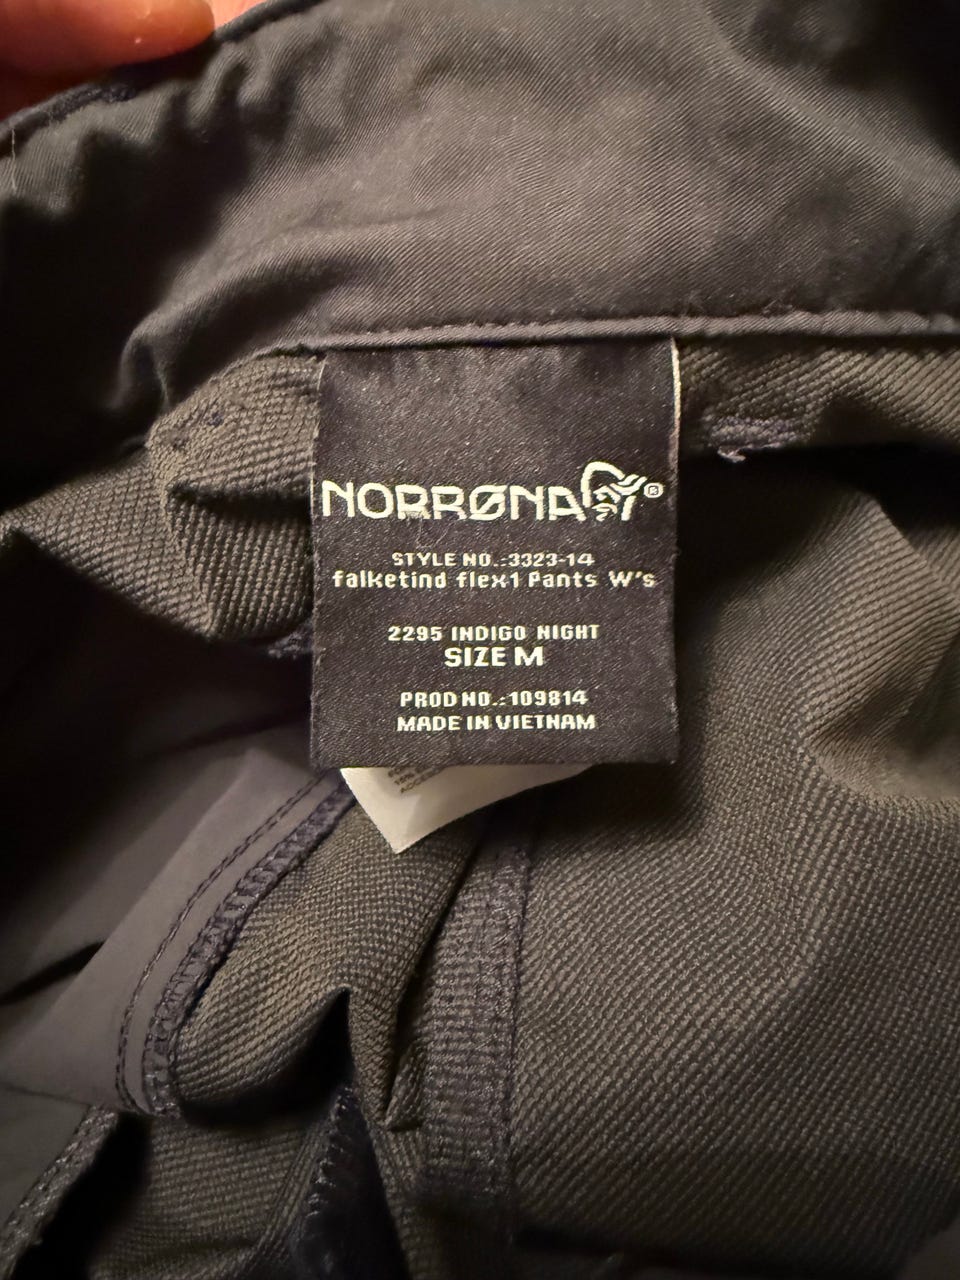 NORRØNA®
STYLE NO.:3323-14
falketind flex1 Pants W's
2295 INDIGO NIGHT
SIZE M
PROD NO.:109814
MADE IN VIETNAM